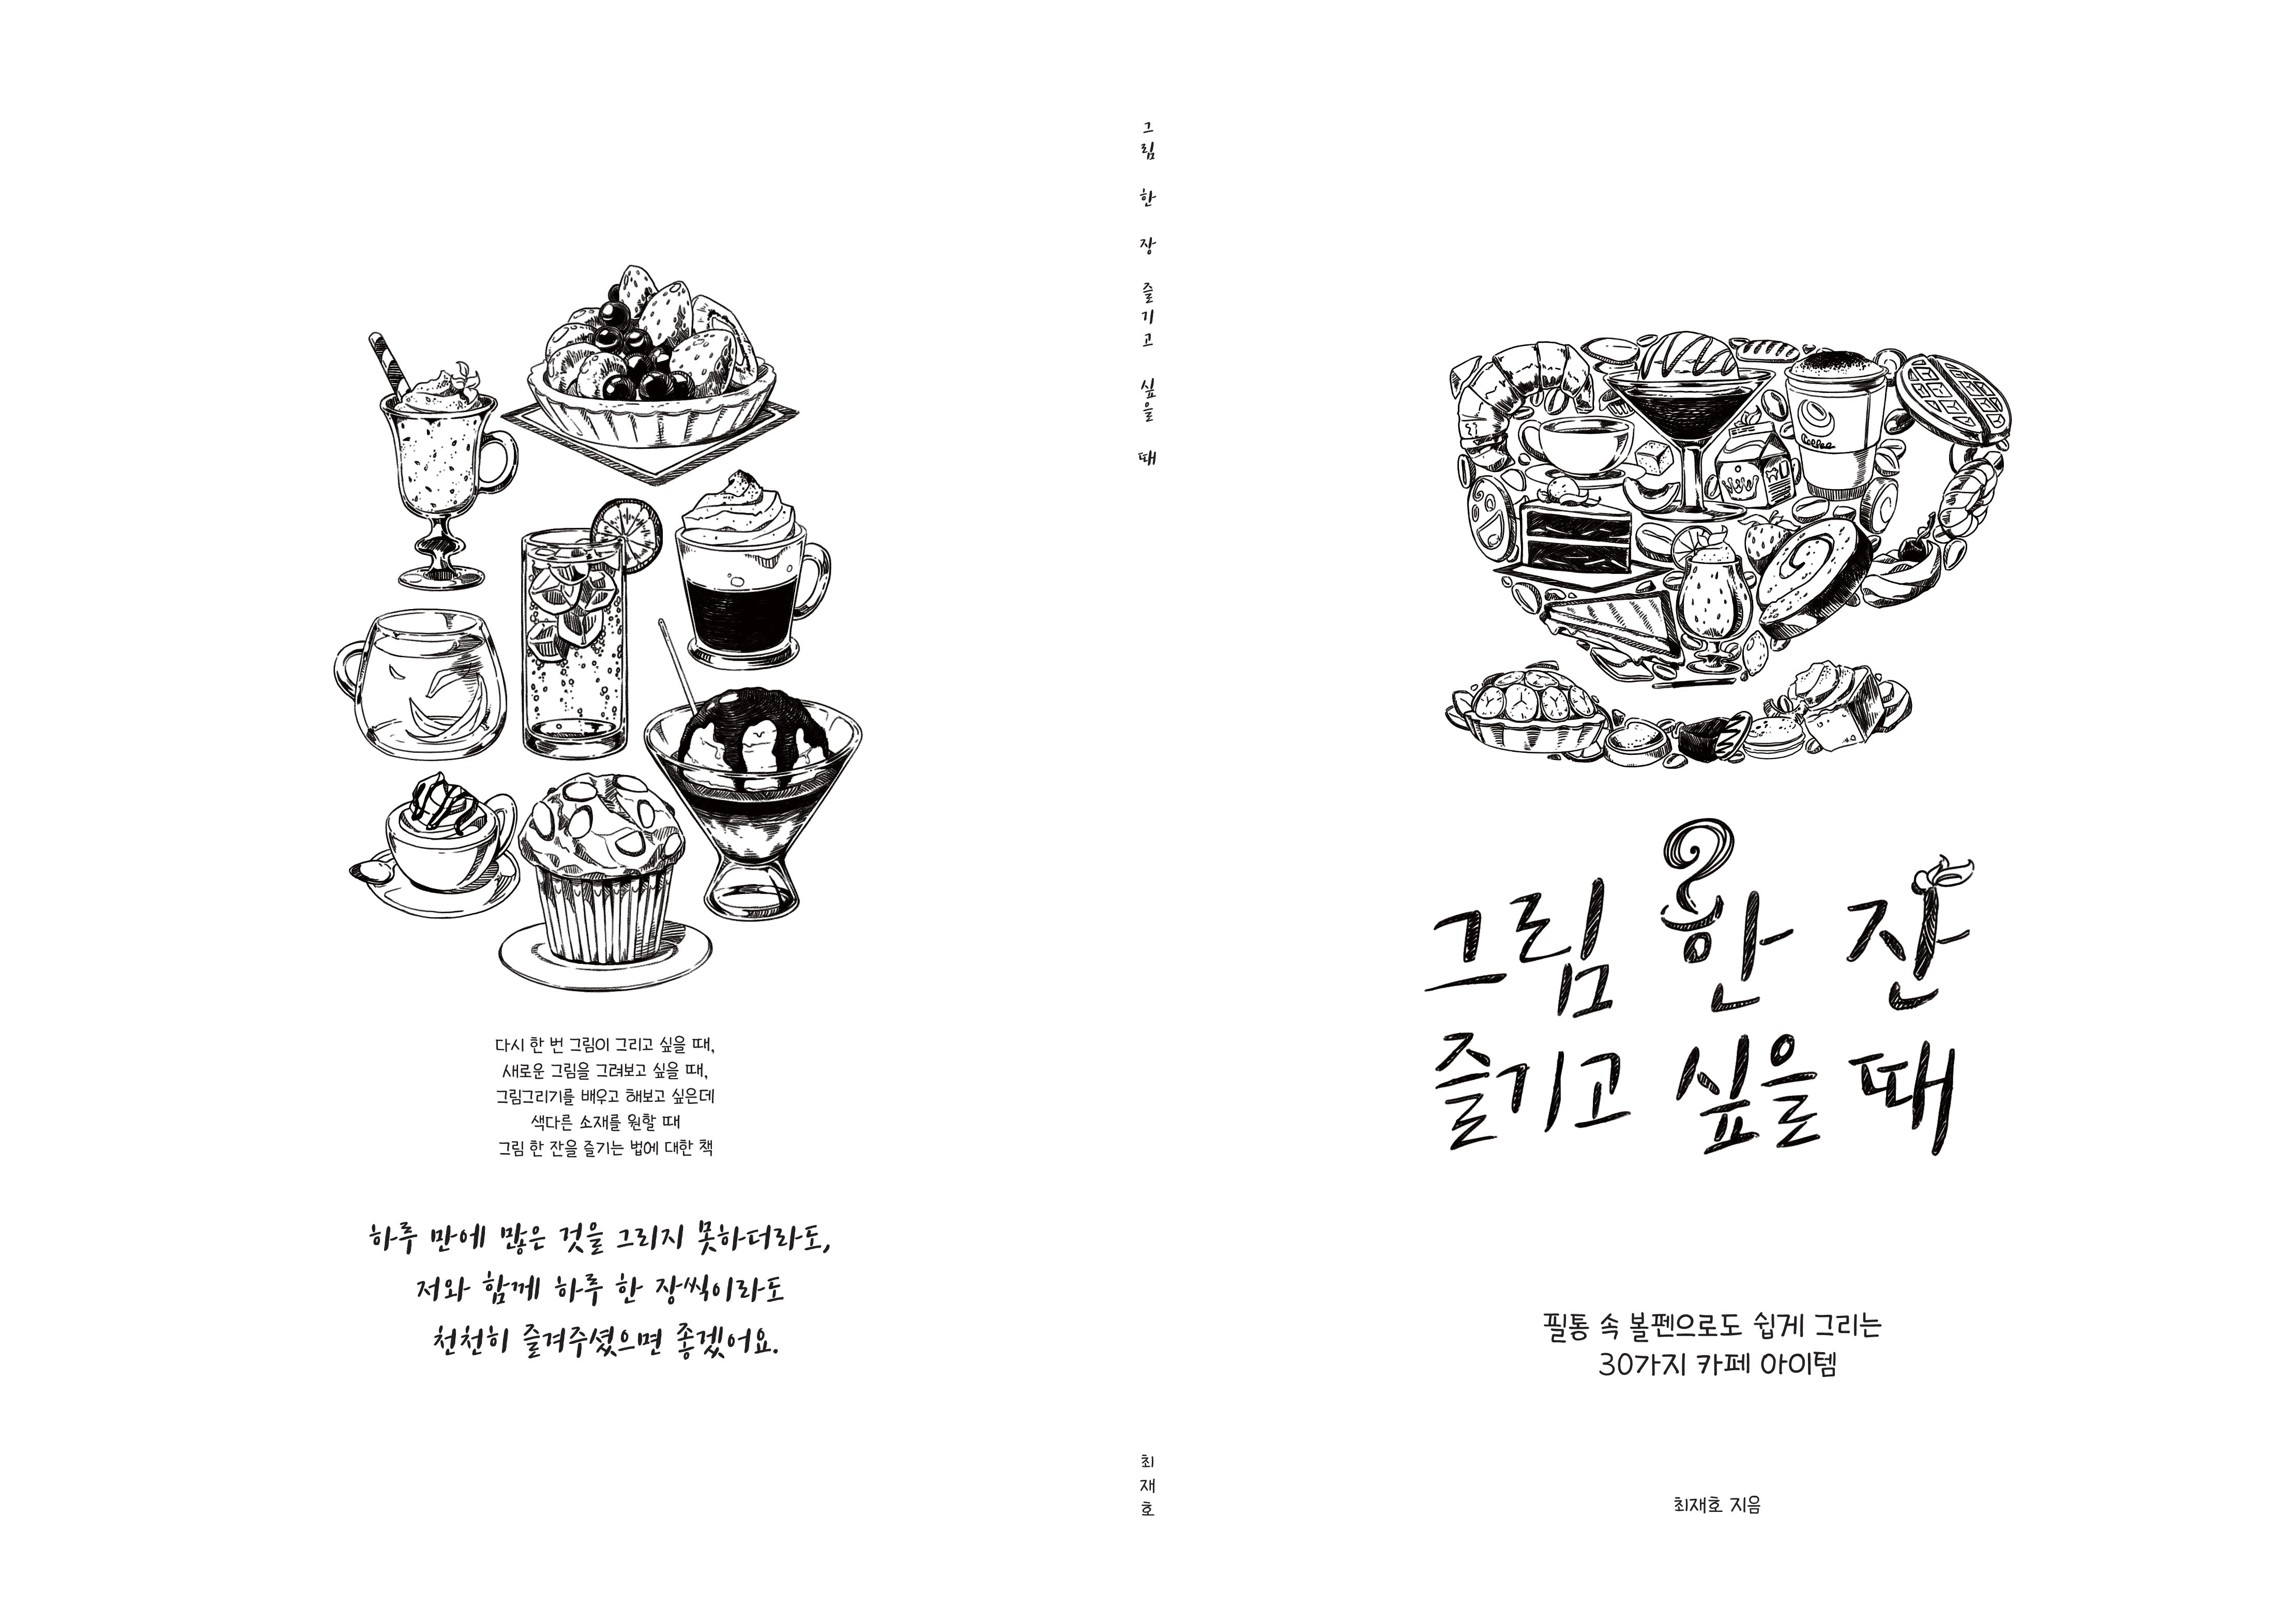 다시 한 번 그림이 그리고 싶을 때,
새로운 그림을 그려보고 싶을 때,
그림그리기를 배우고 해보고 싶은데
색다른 소재를 원할 때
그림 한 잔을 즐기는 법에 대한 책
하루 만에 많은 것을 그리지 못하더라도,
저와 함께 하루 한 장씩이라도
천천히 즐겨주셨으면 좋겠어요.
그림 한 장 즐기고 싶을 때
최재호
Coffee
그림 한 잔
즐기고 싶을 때
필통 속 볼펜으로도 쉽게 그리는
30가지 카페 아이템
최재호 지음